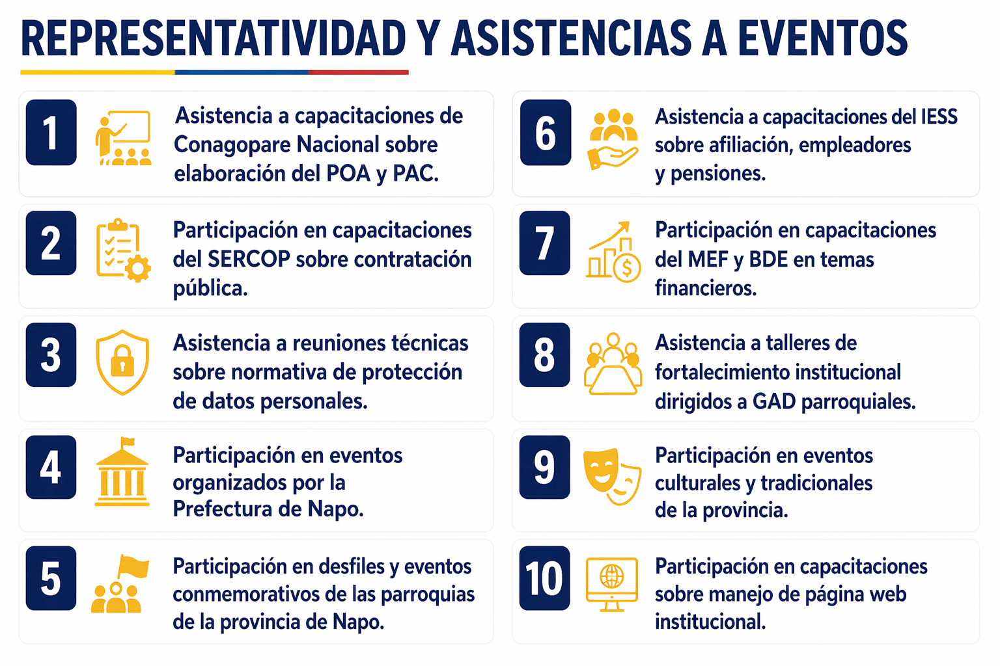 REPRESENTATIVIDAD Y ASISTENCIAS A EVENTOS
1
Asistencia a capacitaciones de
Conagopare Nacional sobre
elaboración del POA y PAC.
2
Participación en capacitaciones
del SERCOP sobre contratación
pública.
3
Asistencia a reuniones técnicas
sobre normativa de protección
de datos personales.
4
Participación en eventos
organizados por la
Prefectura de Napo.
5
Participación en desfiles y eventos
conmemorativos de las parroquias
de la provincia de Napo.
6
Asistencia a capacitaciones del IESS
sobre afiliación, empleadores
y pensiones.
7
Participación en capacitaciones
del MEF y BDE en temas
financieros.
$
8
Asistencia a talleres de
fortalecimiento institucional
dirigidos a GAD parroquiales.
9
Participación en eventos
culturales y tradicionales
de la provincia.
10
Participación en capacitaciones
sobre manejo de página web
institucional.